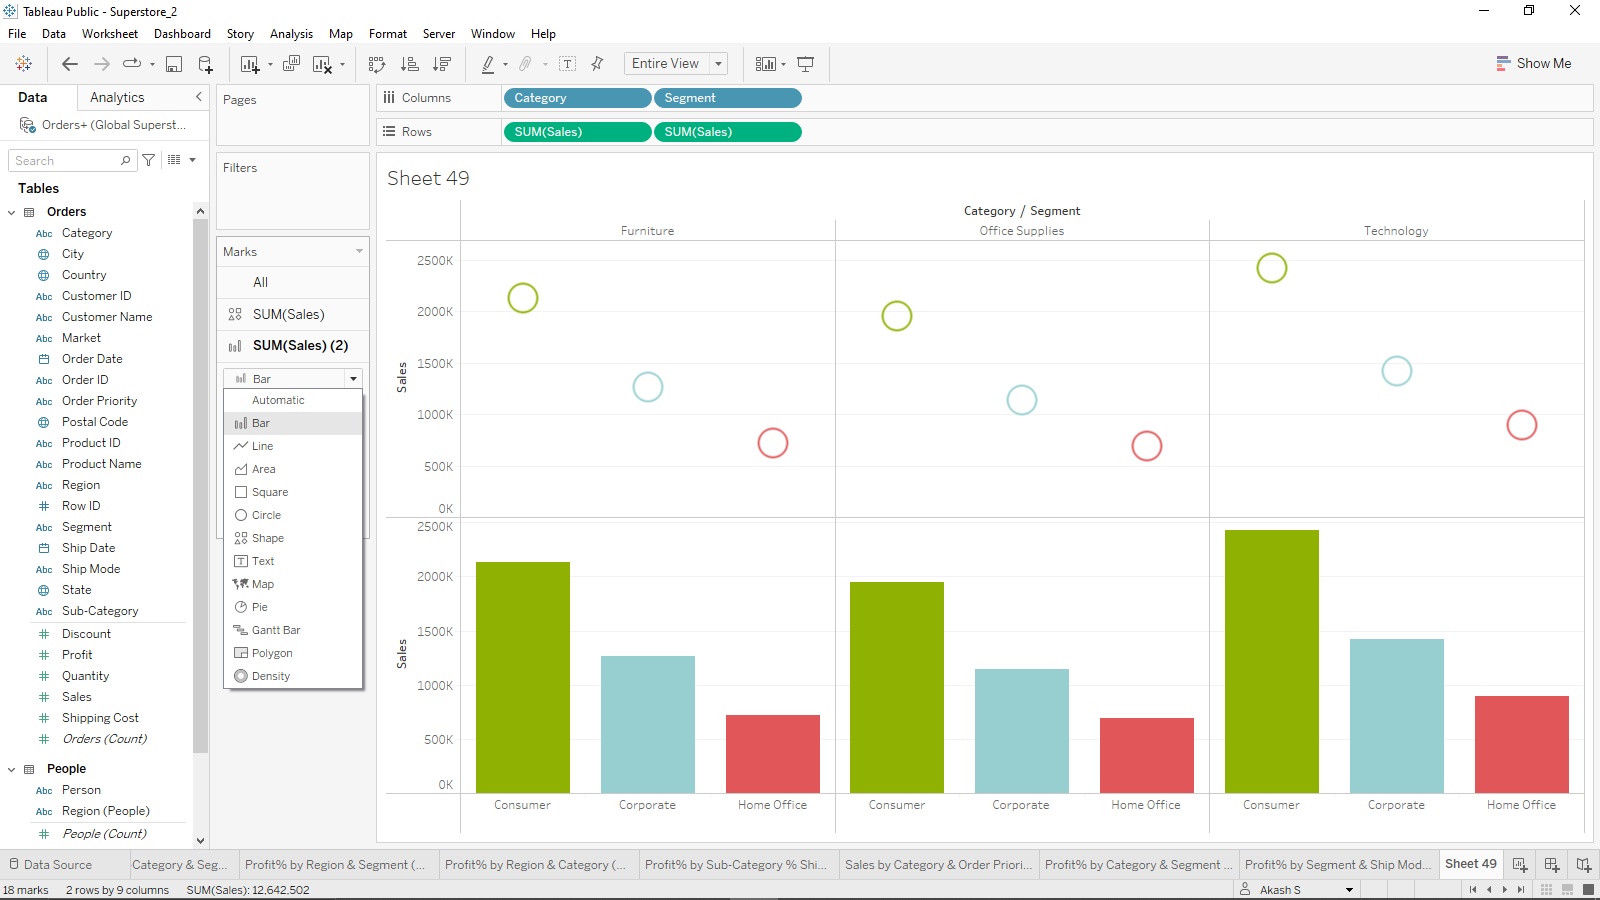 Tableau Public - Superstore_2
File Data Worksheet Dashboard Story Analysis Map Format Server Window Help
Entire View
Show Me
Data
Analytics
Orders+ (Global Superst...
Search
Tables
Orders
Abc Category
City
Country
Abc Customer ID
Abc Customer Name
Abc Market
Order Date
Abc Order ID
Abc Order Priority
Postal Code
Abc Product ID
Abc Product Name
Abc Region
# Row ID
Abc Segment
Ship Date
Abc Ship Mode
State
Abc Sub-Category
# Discount
# Profit
# Quantity
# Sales
# Shipping Cost
# Orders (Count)
People
Abc Person
Abc Region (People)
# People (Count)
Pages
Filters
Marks
All
SUM(Sales)
SUM(Sales) (2)
Bar
Automatic
Bar
Line
Area
Square
Circle
Shape
T Text
Map
Pie
Gantt Bar
Polygon
Density
Columns Category Segment
Rows SUM(Sales) SUM(Sales)
Sheet 49
Category / Segment
Furniture Office Supplies Technology
Sales
2500K
2000K
1500K
1000K
500K
0K
Sales
2500K
2000K
1500K
1000K
500K
0K
Consumer Corporate Home Office Consumer Corporate Home Office Consumer Corporate Home Office
Data Source
Category & Seg...
Profit% by Region & Segment (...
Profit% by Region & Category (...
Profit% by Sub-Category % Shi...
Sales by Category & Order Priori...
Profit% by Category & Segment ...
Profit% by Segment & Ship Mod...
Sheet 49
18 marks 2 rows by 9 columns SUM(Sales): 12,642,502
Akash S